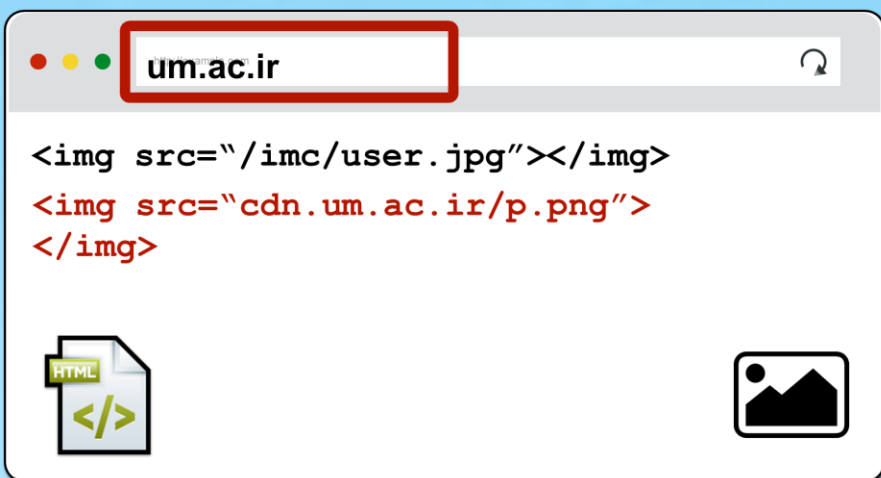 um.ac.ir
<img src=“/imc/user.jpg”></img>
<img src=“cdn.um.ac.ir/p.png”>
</img>
HTML
</>